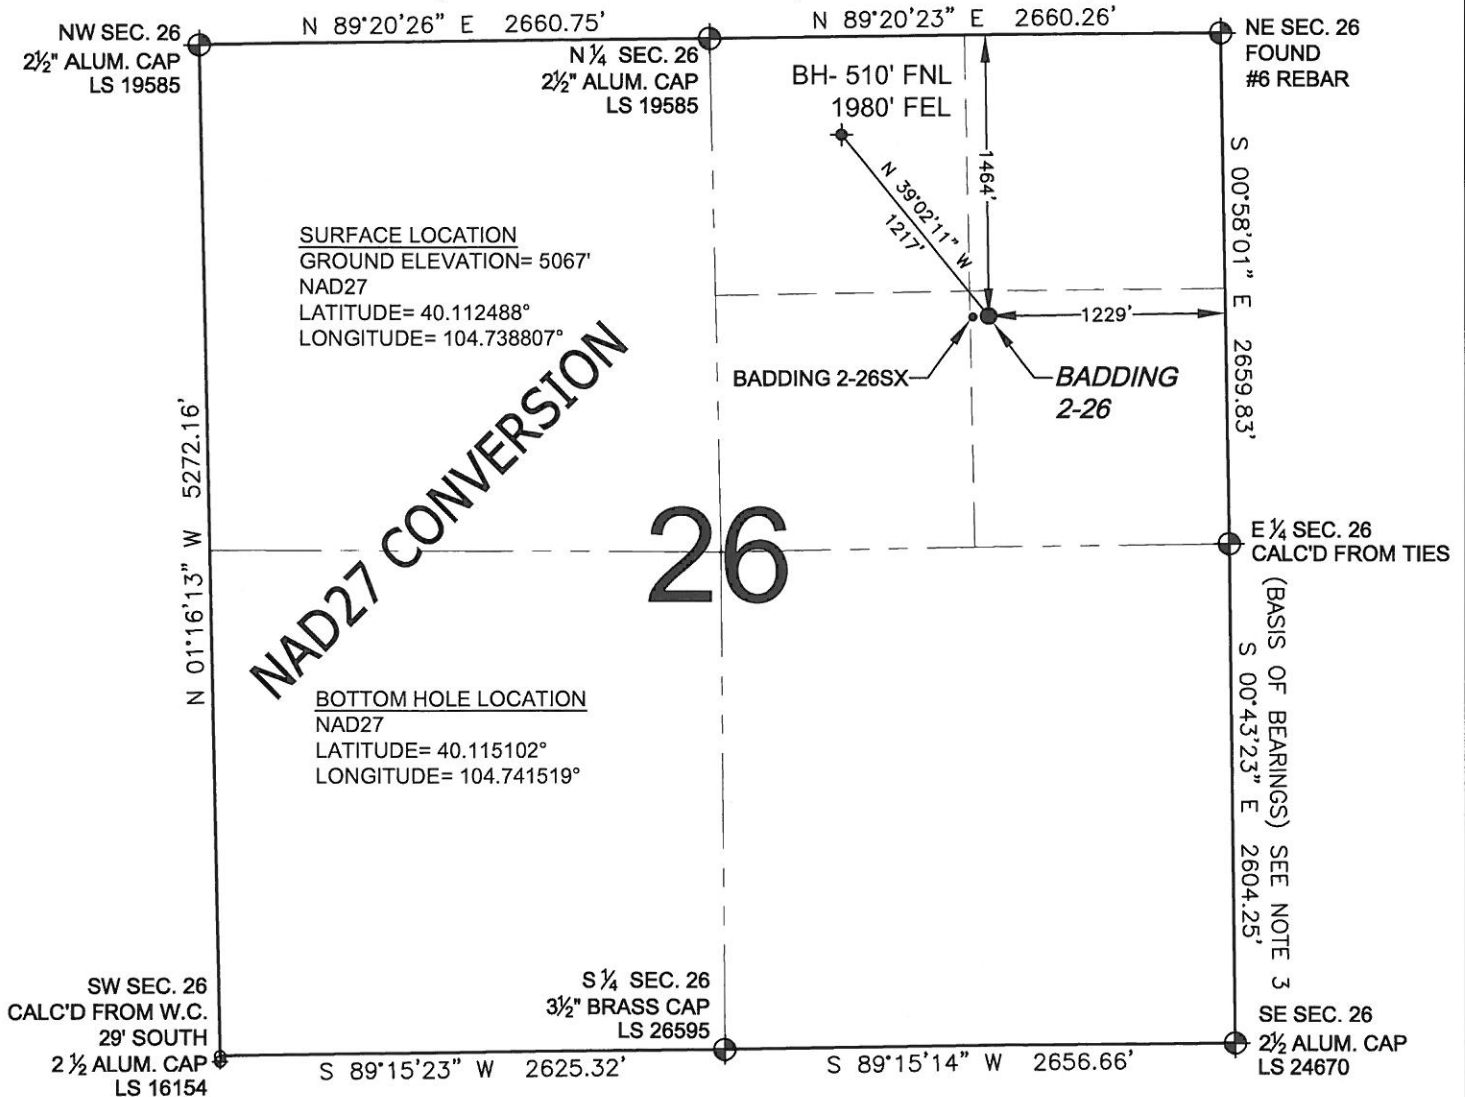 N 89°20'26" E 2660.75'
N 89°20'23" E 2660.26'
NW SEC. 26
2½" ALUM. CAP
LS 19585
N ¼ SEC. 26
2½" ALUM. CAP
LS 19585
NE SEC. 26
FOUND
#6 REBAR
BH- 510' FNL
1980' FEL
N 39°02'11" W
1217'
1464'
1229'
S 00°58'01" E 2659.83'
SURFACE LOCATION
GROUND ELEVATION= 5067'
NAD27
LATITUDE= 40.112488°
LONGITUDE= 104.738807°
BADDING 2-26SX
BADDING
2-26
NAD27 CONVERSION
N 01°16'13" W 5272.16'
26
E ¼ SEC. 26
CALC'D FROM TIES
(BASIS OF BEARINGS) SEE NOTE 3
S 00°43'23" E 2604.25'
BOTTOM HOLE LOCATION
NAD27
LATITUDE= 40.115102°
LONGITUDE= 104.741519°
SW SEC. 26
CALC'D FROM W.C.
29' SOUTH
2 ½ ALUM. CAP
LS 16154
S ¼ SEC. 26
3½" BRASS CAP
LS 26595
SE SEC. 26
2½ ALUM. CAP
LS 24670
S 89°15'23" W 2625.32'
S 89°15'14" W 2656.66'